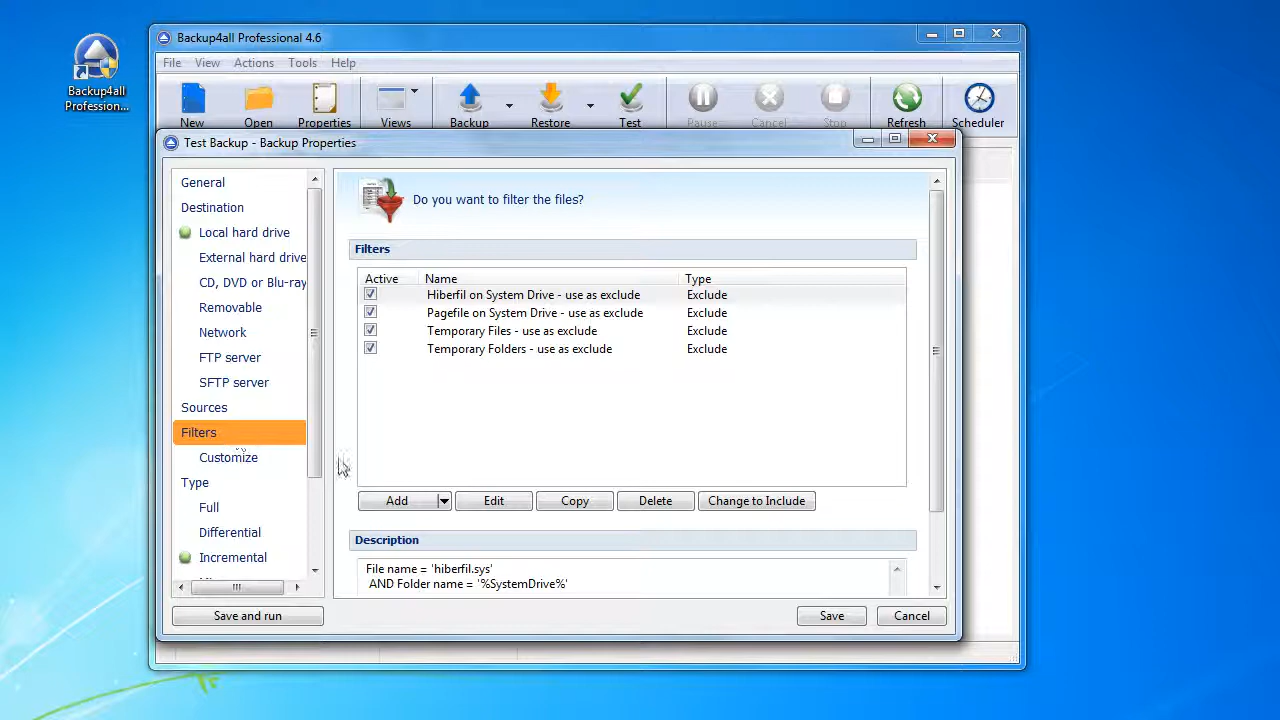 Backup4all
Profession...
Backup4all Professional 4.6
File View Actions Tools Help
New Open Properties Views Backup Restore Test Pause Cancel Stop Refresh Scheduler
Test Backup - Backup Properties
General
Destination
Local hard drive
External hard drive
CD, DVD or Blu-ray
Removable
Network
FTP server
SFTP server
Sources
Filters
Customize
Type
Full
Differential
Incremental
Do you want to filter the files?
Filters
Active Name Type
Hiberfil on System Drive - use as exclude Exclude
Pagefile on System Drive - use as exclude Exclude
Temporary Files - use as exclude Exclude
Temporary Folders - use as exclude Exclude
Add Edit Copy Delete Change to Include
Description
File name = 'hiberfil.sys'
AND Folder name = '%SystemDrive%'
Save and run Save Cancel